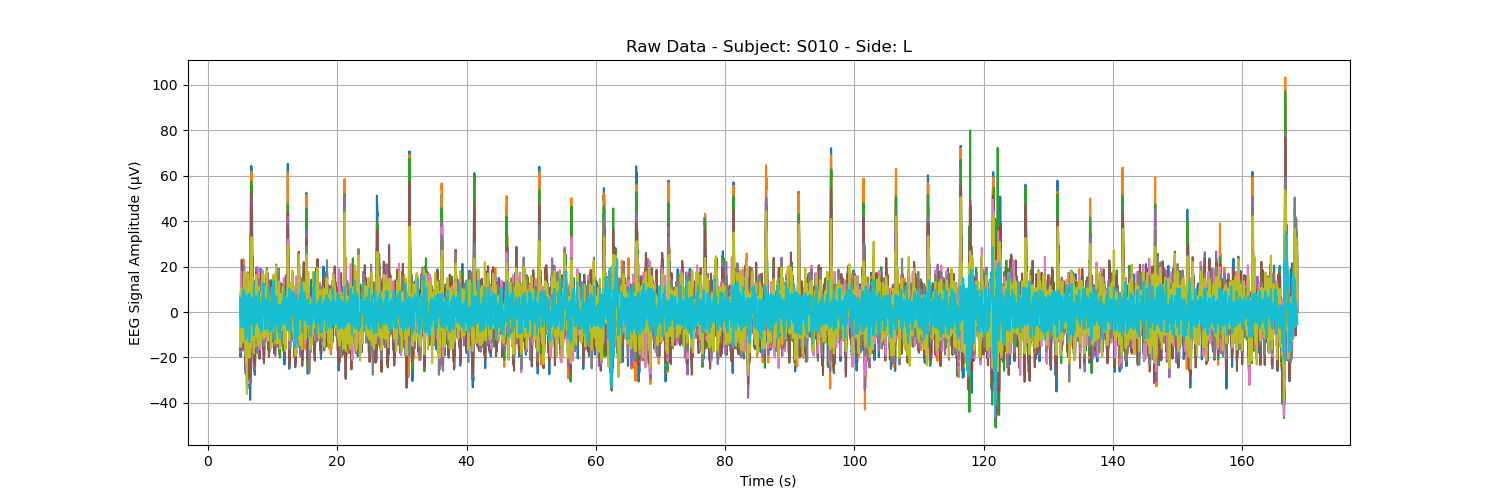 Raw Data - Subject: S010 - Side: L
EEG Signal Amplitude (µV)
100
80
60
40
20
0
−20
−40
0 20 40 60 80 100 120 140 160
Time (s)